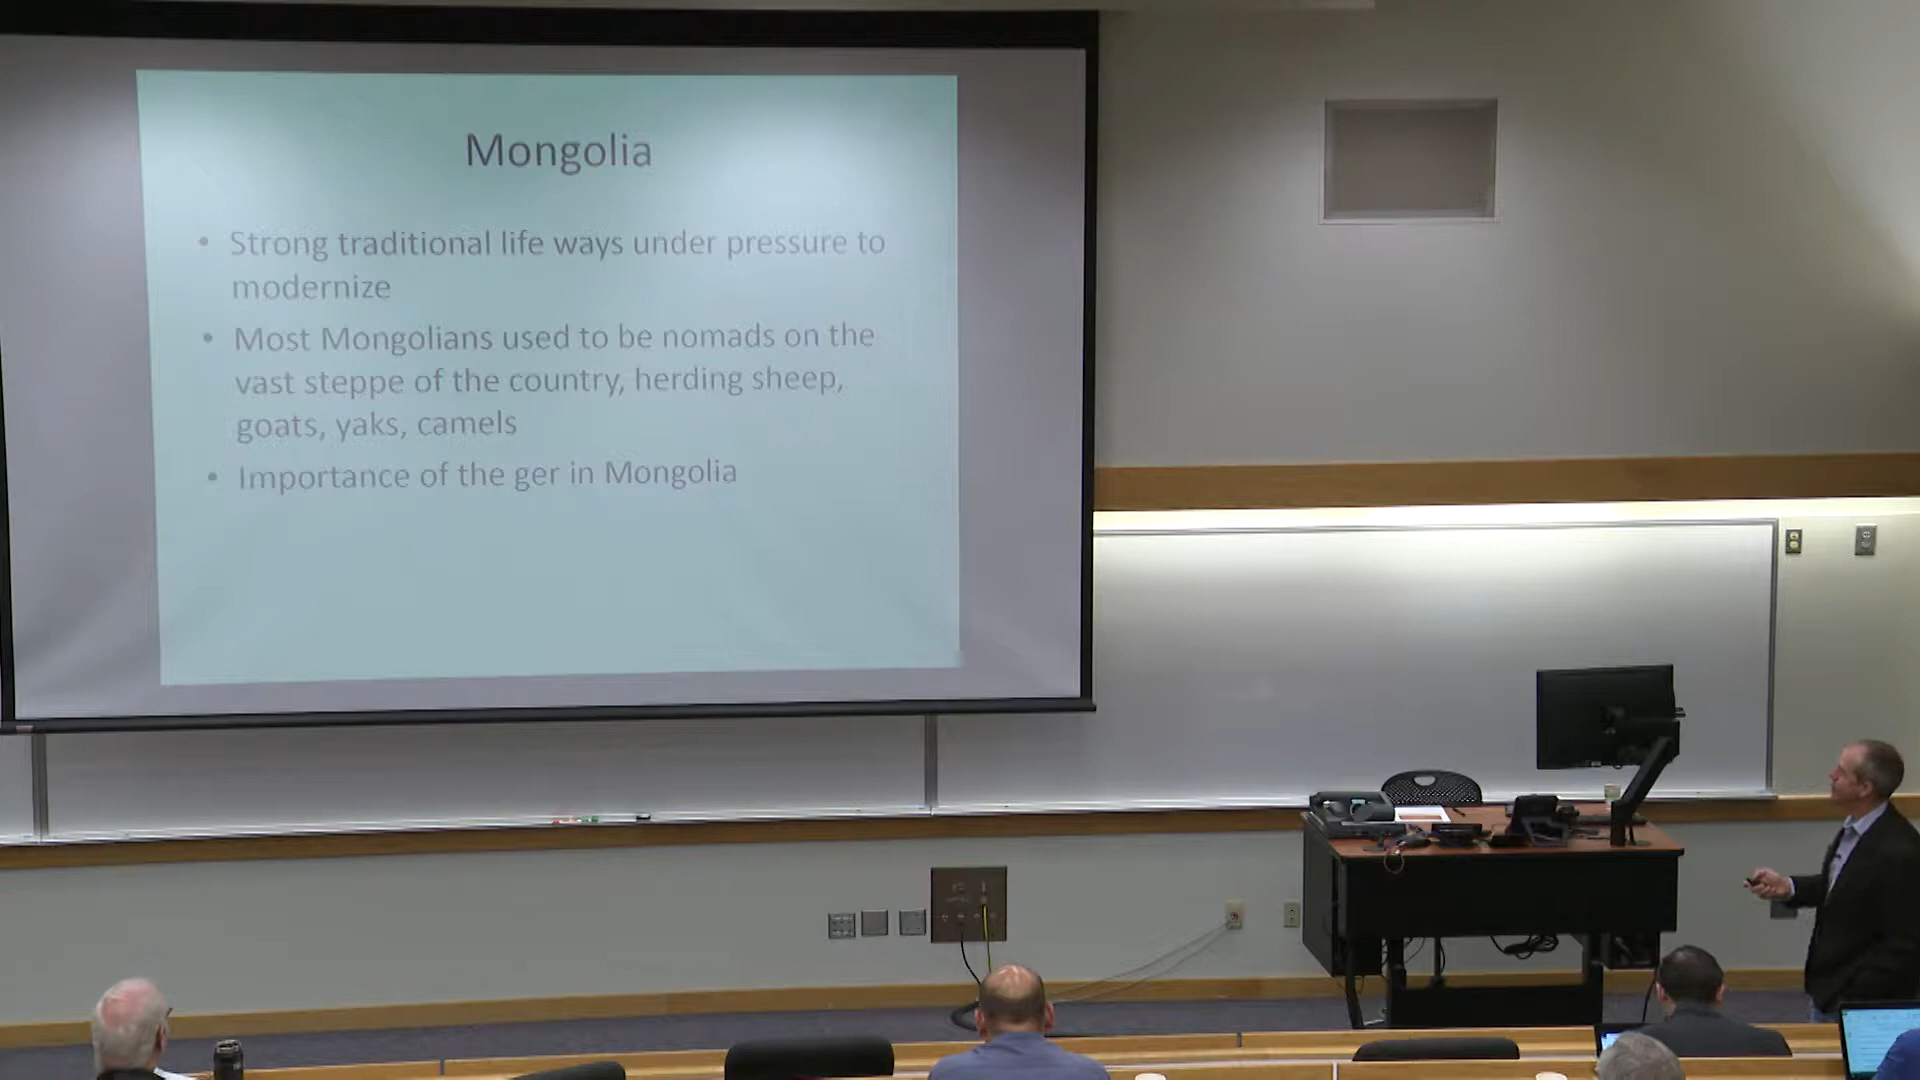 Mongolia
• Strong traditional life ways under pressure to
modernize
• Most Mongolians used to be nomads on the
vast steppe of the country, herding sheep,
goats, yaks, camels
• Importance of the ger in Mongolia